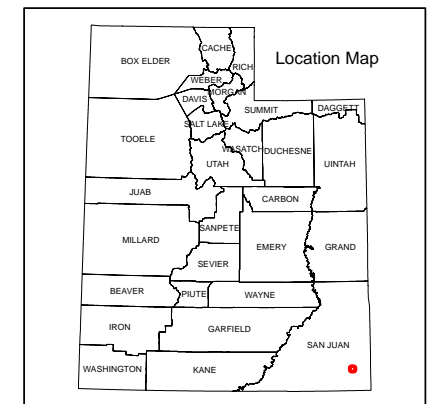 Location Map
BOX ELDER
CACHE
RICH
WEBER
MORGAN
DAVIS
SUMMIT
DAGGETT
SALT LAKE
TOOELE
WASATCH
DUCHESNE
UTAH
UINTAH
JUAB
CARBON
SANPETE
MILLARD
EMERY
GRAND
SEVIER
BEAVER
PIUTE
WAYNE
IRON
GARFIELD
SAN JUAN
WASHINGTON
KANE